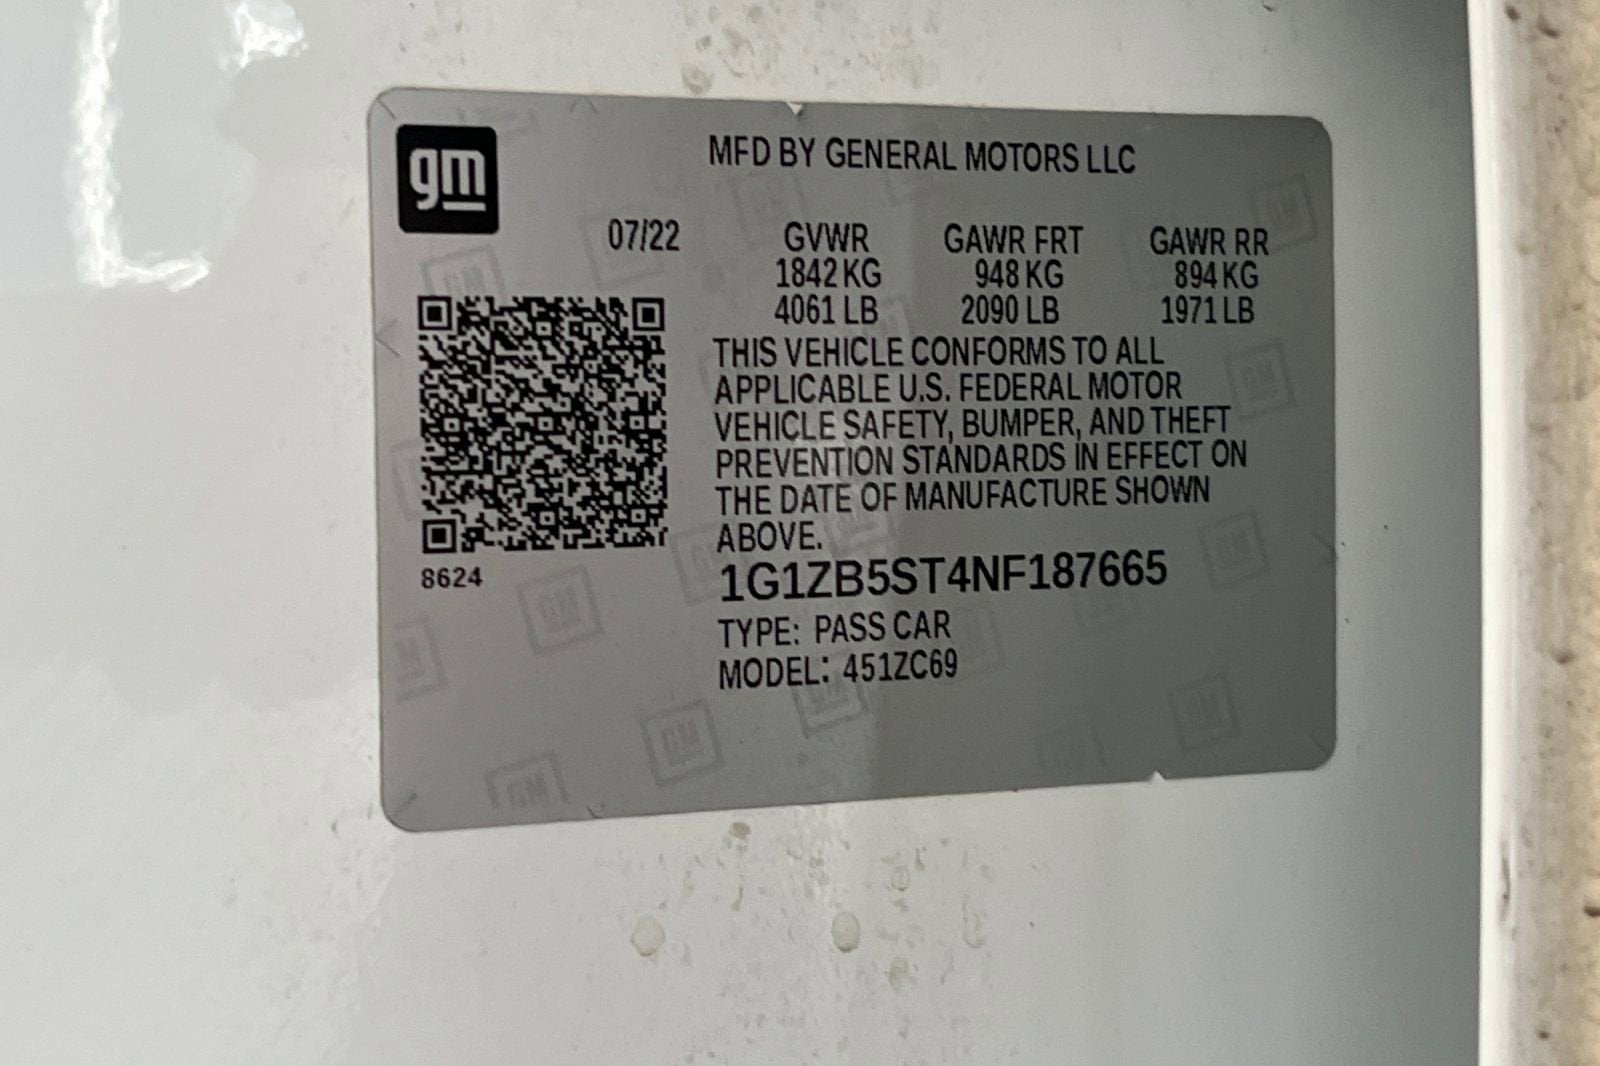 gm
MFD BY GENERAL MOTORS LLC
07/22 GVWR GAWR FRT GAWR RR
1842 KG 948 KG 894 KG
4061 LB 2090 LB 1971 LB
THIS VEHICLE CONFORMS TO ALL
APPLICABLE U.S. FEDERAL MOTOR
VEHICLE SAFETY, BUMPER, AND THEFT
PREVENTION STANDARDS IN EFFECT ON
THE DATE OF MANUFACTURE SHOWN
ABOVE.
8624
1G1ZB5ST4NF187665
TYPE: PASS CAR
MODEL: 451ZC69